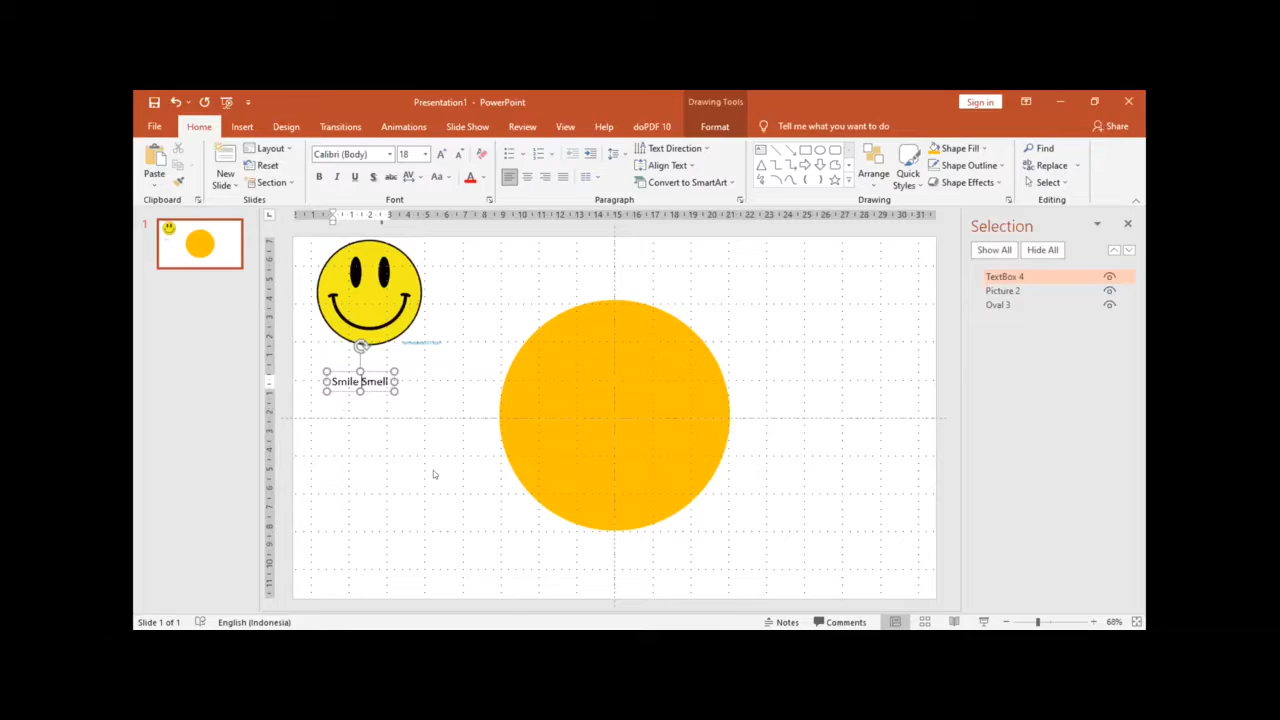 Presentation1 - PowerPoint
Drawing Tools
Sign in
File Home Insert Design Transitions Animations Slide Show Review View Help doPDF 10 Format Tell me what you want to do Share
Paste
New Slide
Layout
Reset
Section
Calibri (Body) 18
B I U S abc AV Aa A
Text Direction
Align Text
Convert to SmartArt
Arrange
Quick Styles
Shape Fill
Shape Outline
Shape Effects
Find
Replace
Select
Clipboard Slides Font Paragraph Drawing Editing
1
Smile Smell
Selection
Show All Hide All
TextBox 4
Picture 2
Oval 3
Slide 1 of 1 English (Indonesia) Notes Comments 68%